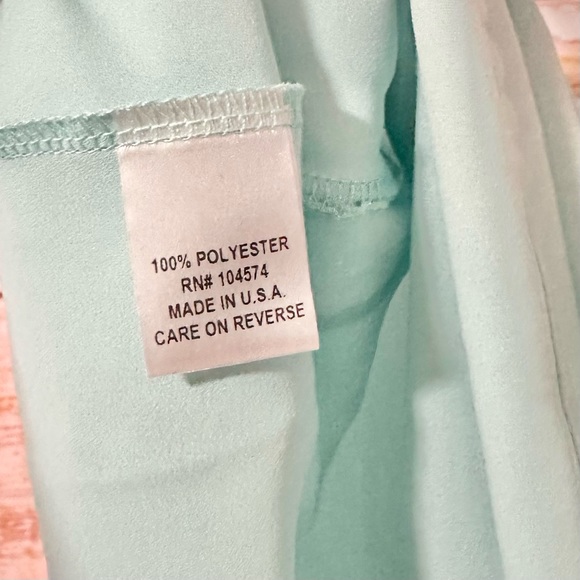 100% POLYESTER
RN# 104574
MADE IN U.S.A.
CARE ON REVERSE